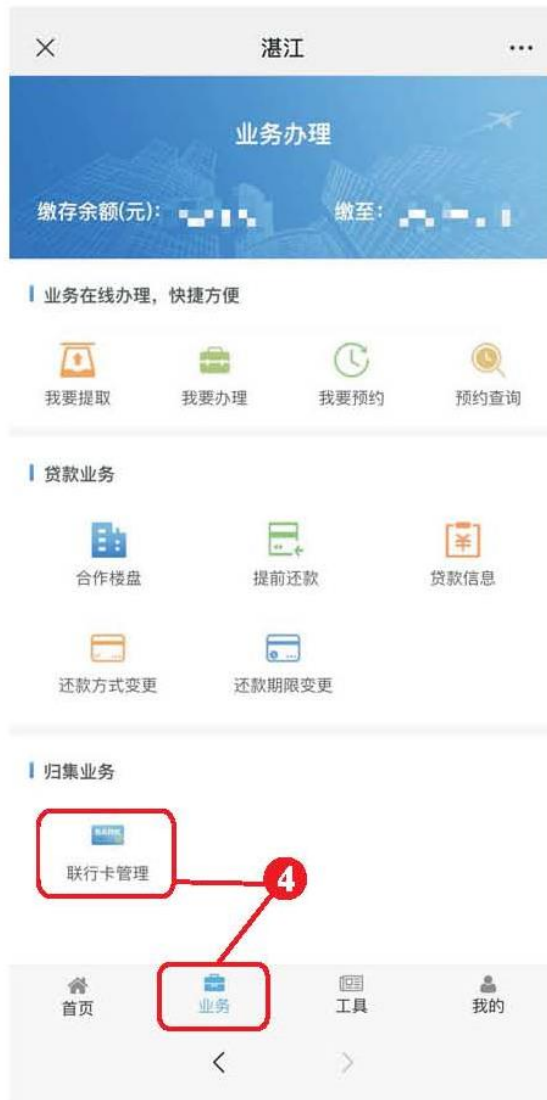 湛江
业务办理
缴存余额(元):
缴至:
业务在线办理，快捷方便
我要提取 我要办理 我要预约 预约查询
贷款业务
合作楼盘 提前还款 贷款信息
还款方式变更 还款期限变更
归集业务
BANK
联行卡管理
4
首页 业务 工具 我的